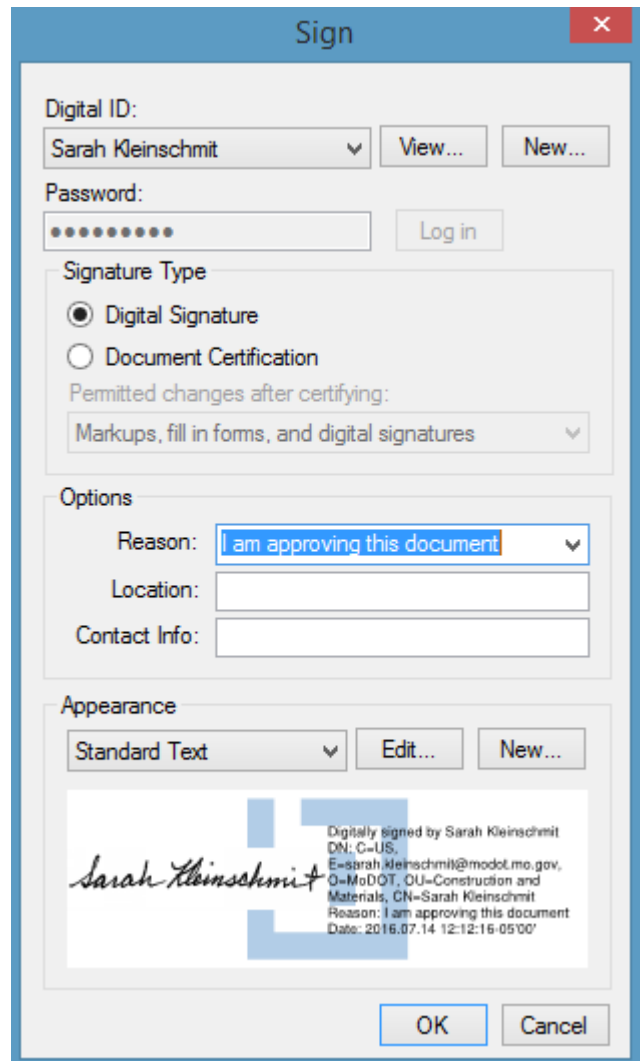 Sign
Digital ID:
Sarah Kleinschmit View... New...
Password:
●●●●●●●●● Log in
Signature Type
Digital Signature
Document Certification
Permitted changes after certifying:
Markups, fill in forms, and digital signatures
Options
Reason: I am approving this document
Location:
Contact Info:
Appearance
Standard Text Edit... New...
Sarah Kleinschmit
Digitally signed by Sarah Kleinschmit
DN: C=US,
E=sarah.kleinschmit@modot.mo.gov,
O=MoDOT, OU=Construction and
Materials, CN=Sarah Kleinschmit
Reason: I am approving this document
Date: 2016.07.14 12:12:16-05'00'
OK Cancel